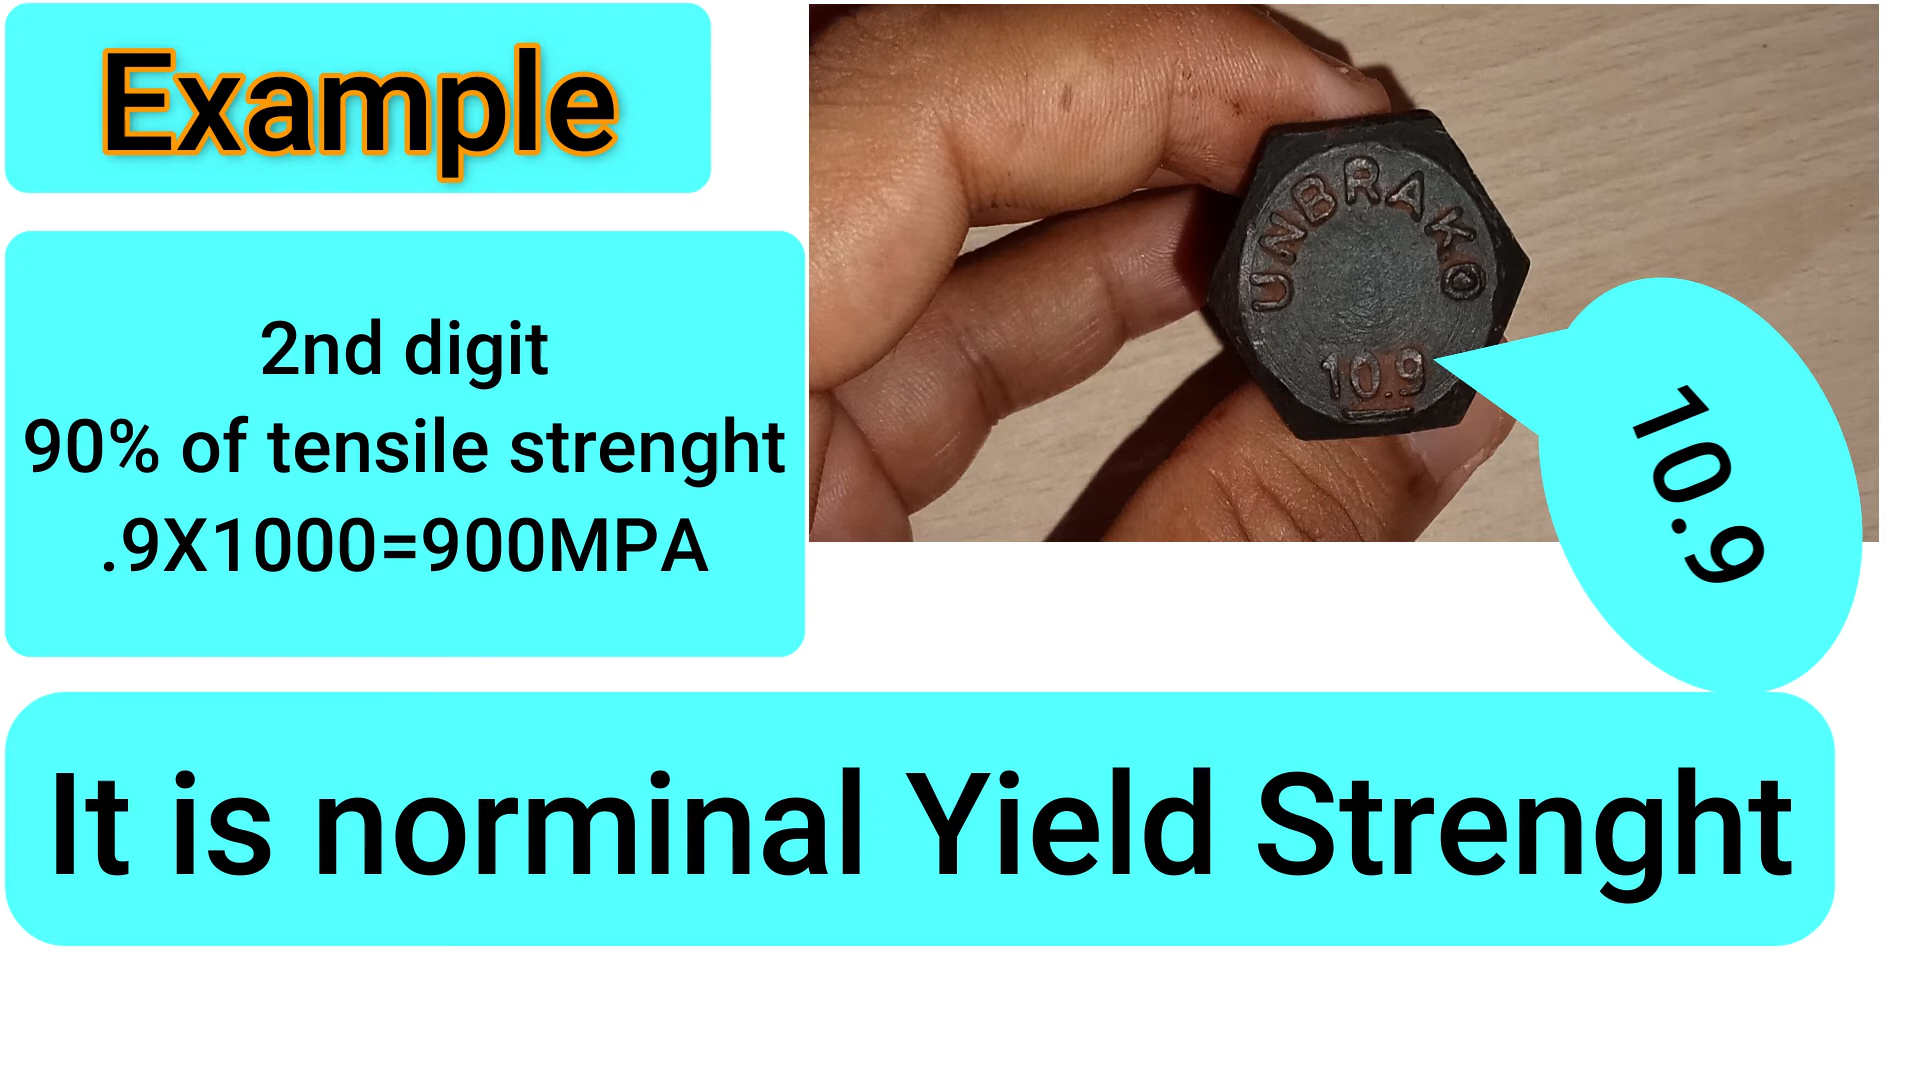 Example
2nd digit
90% of tensile strenght
.9X1000=900MPA
UNBRAKO
10.9
10.9
It is norminal Yield Strenght